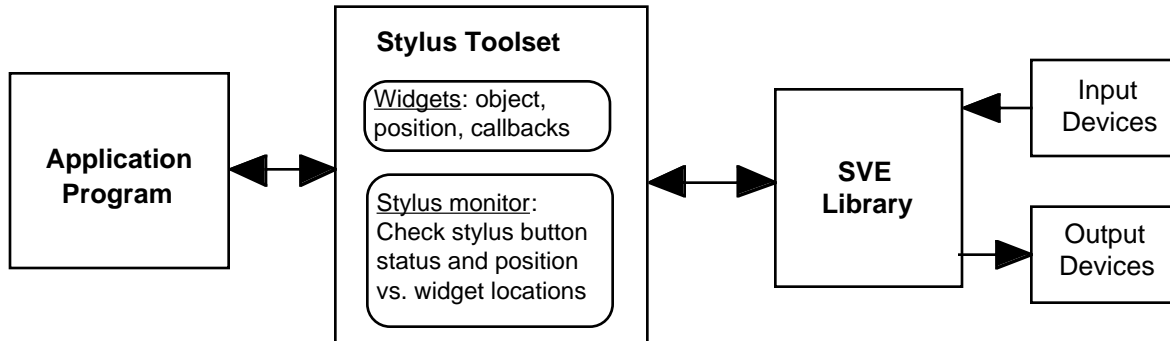 Application
Program
Stylus Toolset
Widgets: object,
position, callbacks
Stylus monitor:
Check stylus button
status and position
vs. widget locations
SVE
Library
Input
Devices
Output
Devices